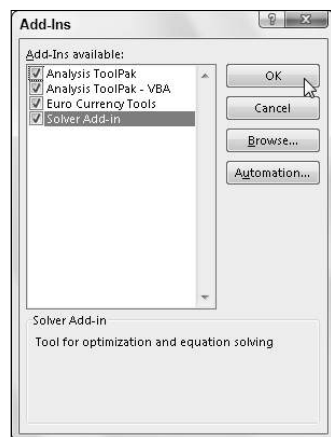 Add-Ins
?
Add-Ins available:
Analysis ToolPak
Analysis ToolPak - VBA
Euro Currency Tools
Solver Add-in
OK
Cancel
Browse...
Automation...
Solver Add-in
Tool for optimization and equation solving